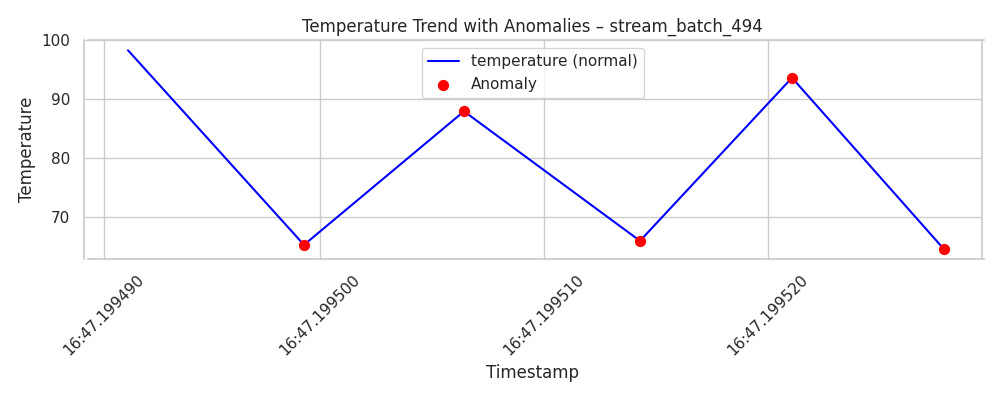 Temperature Trend with Anomalies – stream_batch_494
temperature (normal)
Anomaly
Temperature
100
90
80
70
16:47.199490
16:47.199500
16:47.199510
16:47.199520
Timestamp